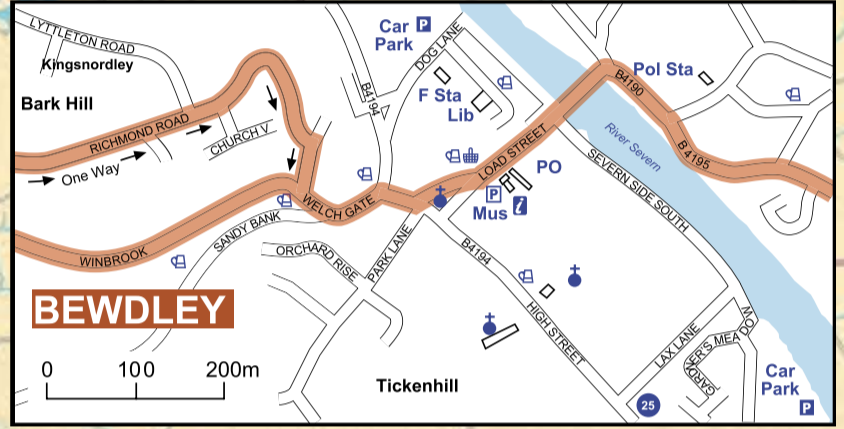 LYTTLETON ROAD
Kingsnordley
Bark Hill
RICHMOND ROAD
One Way
CHURCH V
Car
Park
P
DOG LANE
B4194
F Sta
Lib
Pol Sta
B4190
B 4195
River Severn
LOAD STREET
PO
P
Mus
i
SEVERN SIDE SOUTH
WELCH GATE
SANDY BANK
WINBROOK
ORCHARD RISE
PARK LANE
B4194
HIGH STREET
LAX LANE
GARDNER'S MEADOW
BEWDLEY
0 100 200m
Tickenhill
25
Car
Park
P